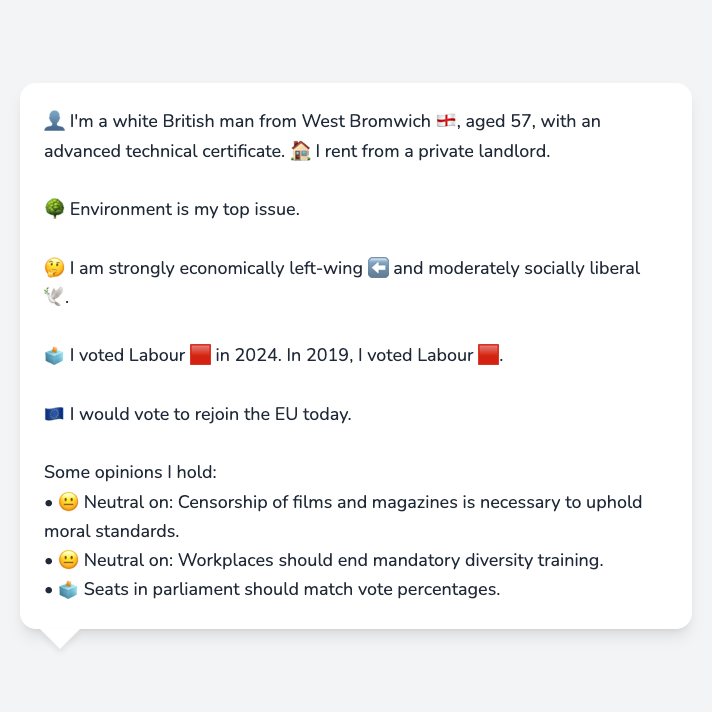 👤 I'm a white British man from West Bromwich 🏴󠁧󠁢󠁥󠁮󠁧󠁿, aged 57, with an
advanced technical certificate. 🏠 I rent from a private landlord.
🌳 Environment is my top issue.
🤔 I am strongly economically left-wing ⬅️ and moderately socially liberal
🕊️.
🗳️ I voted Labour 🟥 in 2024. In 2019, I voted Labour 🟥.
🇪🇺 I would vote to rejoin the EU today.
Some opinions I hold:
• 😐 Neutral on: Censorship of films and magazines is necessary to uphold
moral standards.
• 😐 Neutral on: Workplaces should end mandatory diversity training.
• 🗳️ Seats in parliament should match vote percentages.